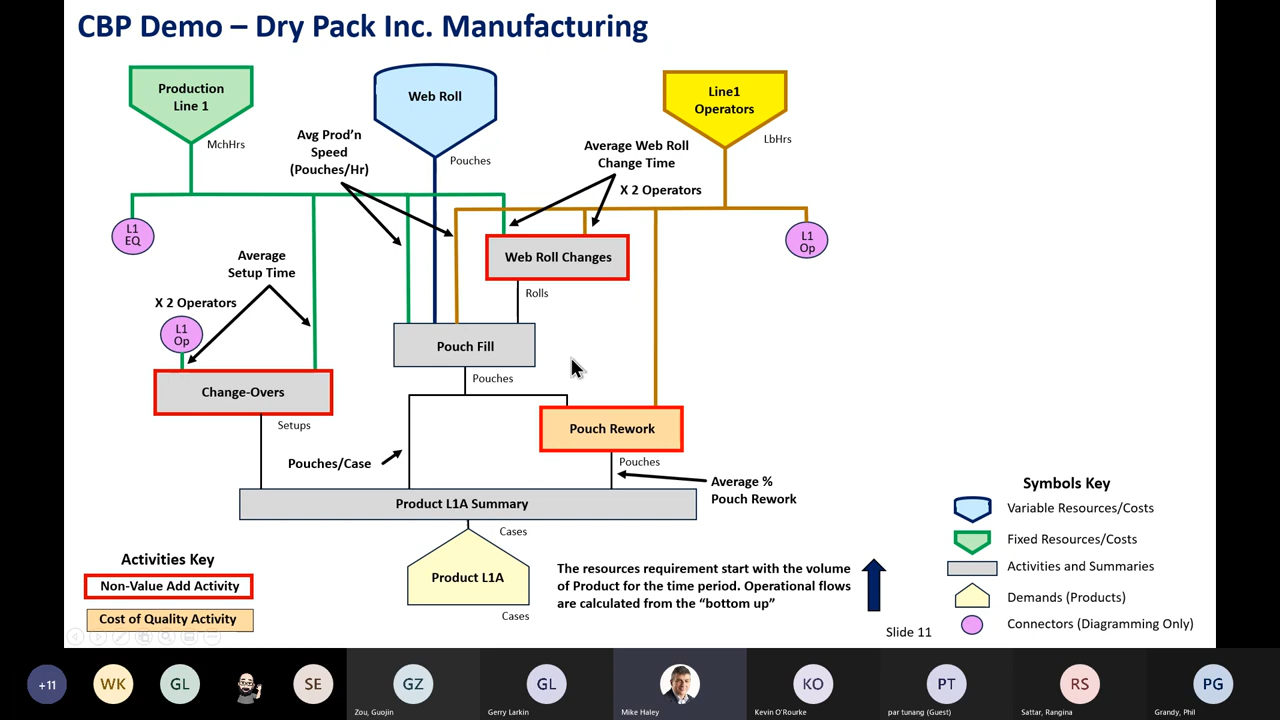 CBP Demo – Dry Pack Inc. Manufacturing
Production
Line 1
MchHrs
Web Roll
Pouches
Line1
Operators
LbHrs
Avg Prod'n
Speed
(Pouches/Hr)
Average Web Roll
Change Time
X 2 Operators
L1
EQ
L1
Op
Average
Setup Time
X 2 Operators
L1
Op
Web Roll Changes
Rolls
Pouch Fill
Pouches
Change-Overs
Setups
Pouch Rework
Pouches
Pouches/Case
Average %
Pouch Rework
Product L1A Summary
Cases
Product L1A
Cases
Activities Key
Non-Value Add Activity
Cost of Quality Activity
The resources requirement start with the volume
of Product for the time period. Operational flows
are calculated from the "bottom up"
Symbols Key
Variable Resources/Costs
Fixed Resources/Costs
Activities and Summaries
Demands (Products)
Connectors (Diagramming Only)
Slide 11
+11
WK
GL
SE
GZ
Zou, Guojin
GL
Gerry Larkin
Mike Haley
KO
Kevin O'Rourke
PT
par tunang (Guest)
RS
Sattar, Rangina
PG
Grandy, Phil